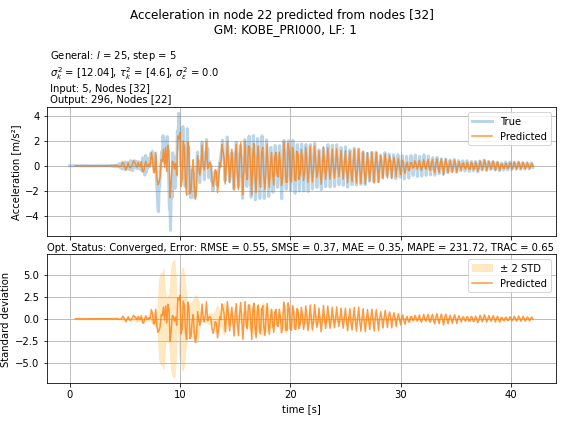 Acceleration in node 22 predicted from nodes [32]
GM: KOBE_PRI000, LF: 1
General: l = 25, step = 5
σ²ₖ = [12.04], τ²ₖ = [4.6], σ²ε = 0.0
Input: 5, Nodes [32]
Output: 296, Nodes [22]
Acceleration [m/s²]
4
2
0
−2
−4
True
Predicted
Opt. Status: Converged, Error: RMSE = 0.55, SMSE = 0.37, MAE = 0.35, MAPE = 231.72, TRAC = 0.65
Standard deviation
5.0
2.5
0.0
−2.5
−5.0
± 2 STD
Predicted
0 10 20 30 40
time [s]